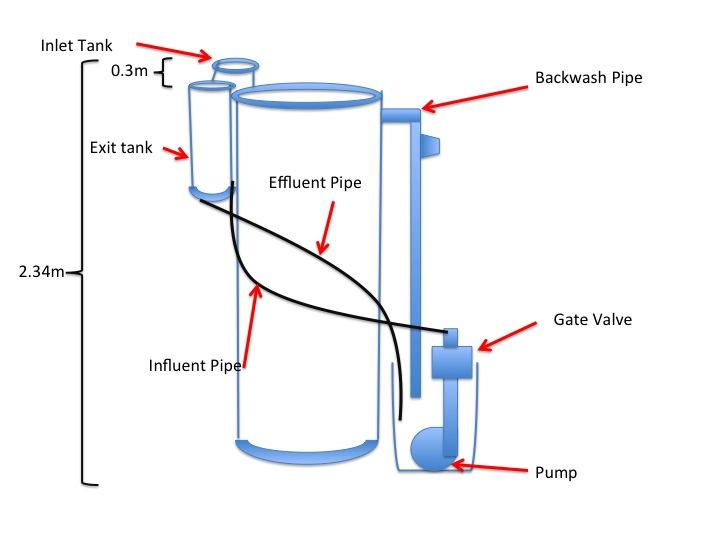 Inlet Tank
0.3m
Backwash Pipe
Exit tank
Effluent Pipe
2.34m
Gate Valve
Influent Pipe
Pump